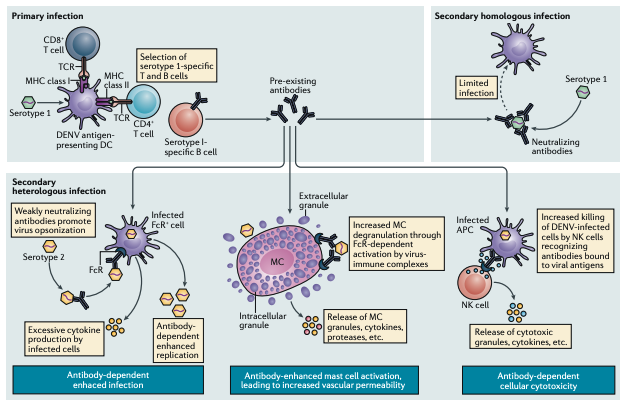 Primary infection
CD8+
T cell
TCR
MHC class I
MHC
class II
Selection of
serotype 1-specific
T and B cells
Serotype 1
TCR
CD4+
T cell
DENV antigen-
presenting DC
Serotype I-
specific B cell
Pre-existing
antibodies
Secondary homologous infection
Limited
infection
Serotype 1
Neutralizing
antibodies
Secondary
heterologous infection
Weakly neutralizing
antibodies promote
virus opsonization
Infected
FcR+ cell
Serotype 2
FcR
Excessive cytokine
production by
infected cells
Antibody-
dependent
enhanced
replication
Antibody-dependent
enhaced infection
Extracellular
granule
MC
Increased MC
degranulation through
FcR-dependent
activation by virus-
immune complexes
Intracellular
granule
Release of MC
granules, cytokines,
proteases, etc.
Antibody-enhanced mast cell activation,
leading to increased vascular permeability
Infected
APC
Increased killing
of DENV-infected
cells by NK cells
recognizing
antibodies bound
to viral antigens
NK cell
Release of cytotoxic
granules, cytokines, etc.
Antibody-dependent
cellular cytotoxicity